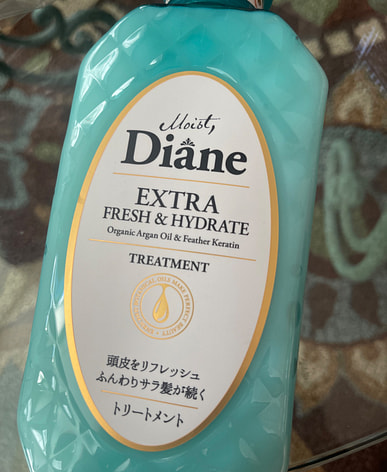 Moist,
Diane
EXTRA
FRESH & HYDRATE
Organic Argan Oil & Feather Keratin
TREATMENT
頭皮をリフレッシュ
ふんわりサラ髪が続く
トリートメント